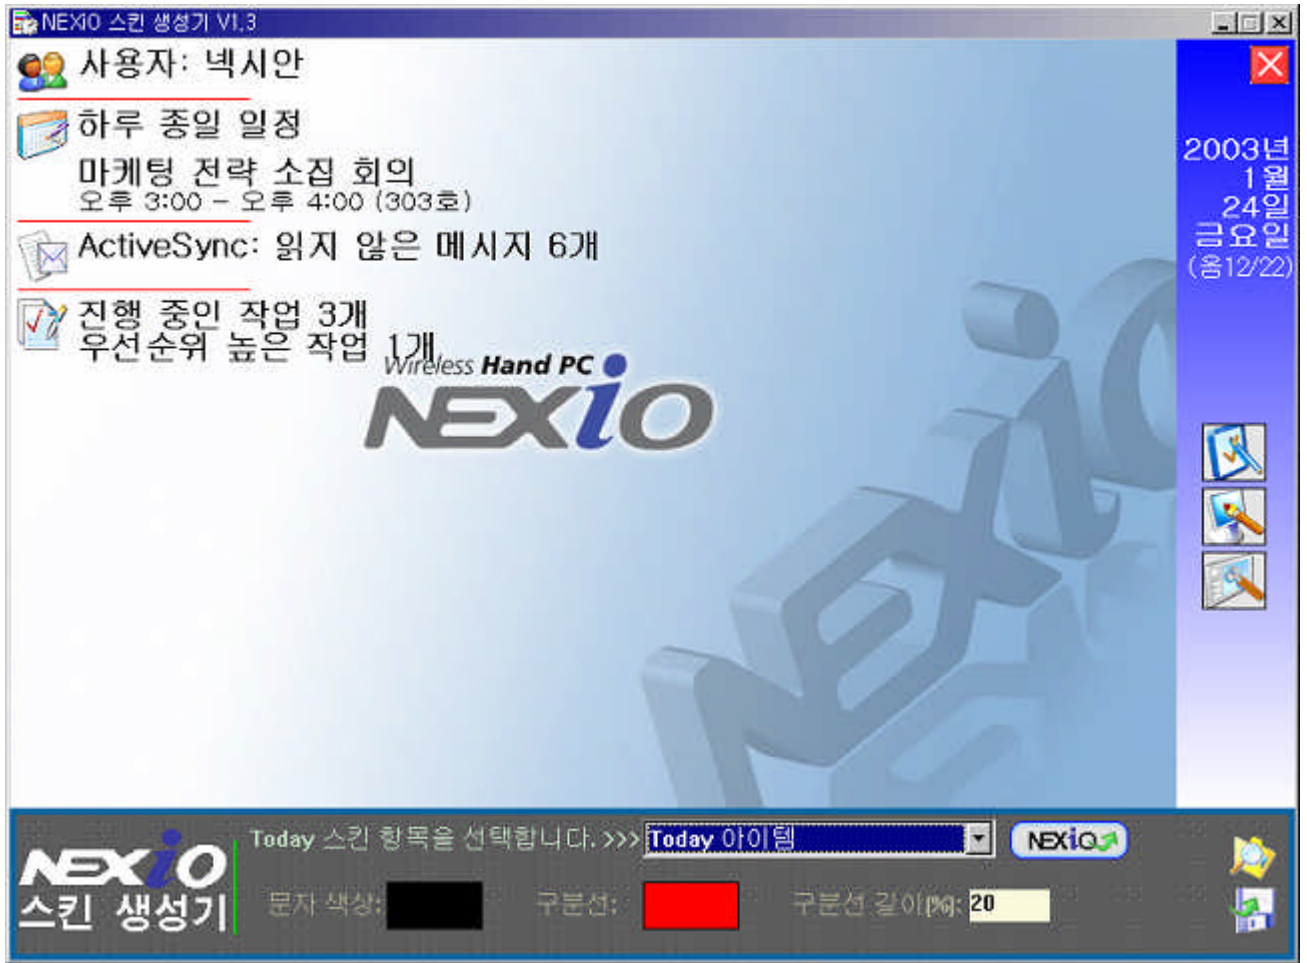 NEXIO 스킨 생성기 V1.3
사용자: 넥시안
하루 종일 일정
마케팅 전략 소집 회의
오후 3:00 - 오후 4:00 (303호)
ActiveSync: 읽지 않은 메시지 6개
진행 중인 작업 3개
우선순위 높은 작업 1개
Wireless Hand PC
NEXiO
NEXiO
2003년
1월
24일
금요일
(음12/22)
Today 스킨 항목을 선택합니다. >>> Today 아이템
NEXiO
NEXiO
스킨 생성기
문자 색상: 구분선: 구분선 길이(%): 20